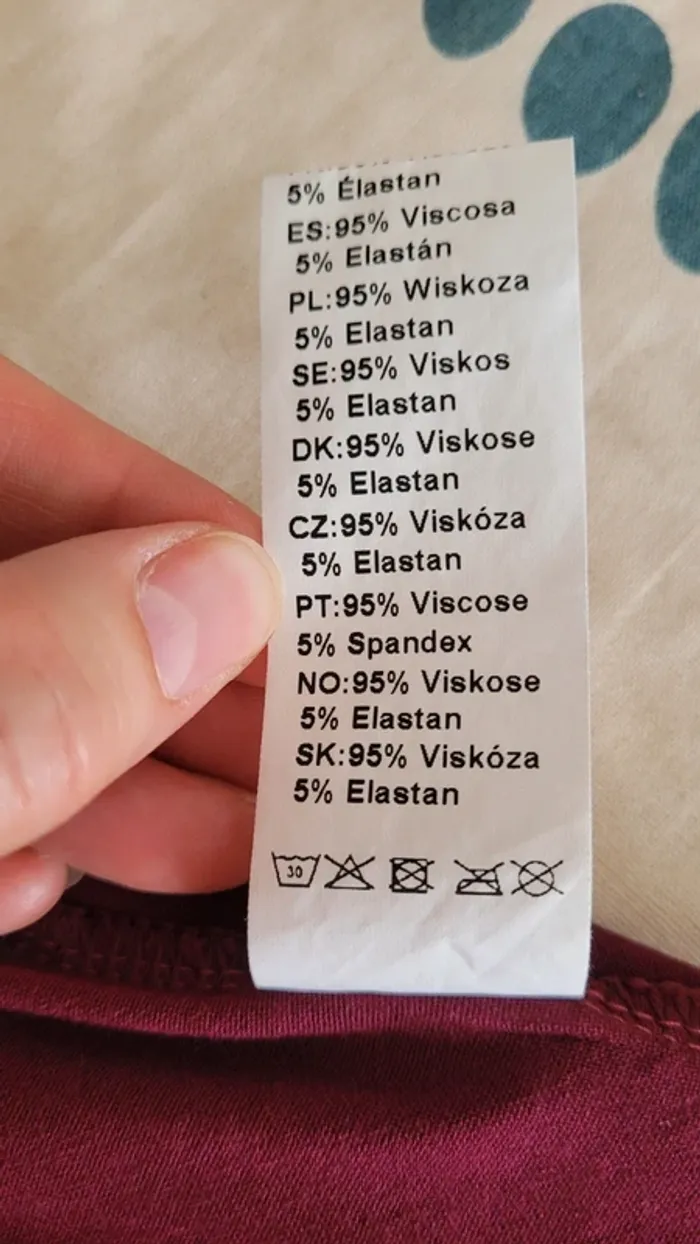 5% Élastan
ES:95% Viscosa
5% Elastán
PL:95% Wiskoza
5% Elastan
SE:95% Viskos
5% Elastan
DK:95% Viskose
5% Elastan
CZ:95% Viskóza
5% Elastan
PT:95% Viscose
5% Spandex
NO:95% Viskose
5% Elastan
SK:95% Viskóza
5% Elastan
30